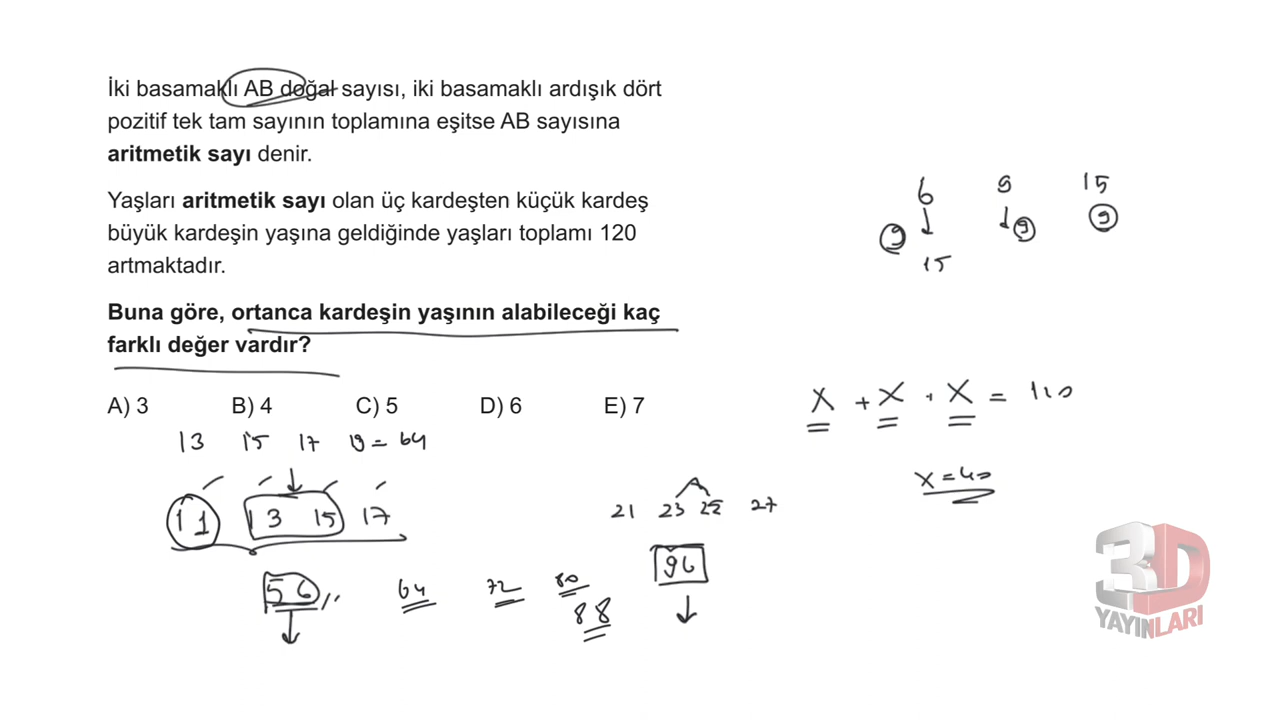 İki basamaklı AB doğal sayısı, iki basamaklı ardışık dört
pozitif tek tam sayının toplamına eşitse AB sayısına
aritmetik sayı denir.
Yaşları aritmetik sayı olan üç kardeşten küçük kardeş
büyük kardeşin yaşına geldiğinde yaşları toplamı 120
artmaktadır.
Buna göre, ortanca kardeşin yaşının alabileceği kaç
farklı değer vardır?
A) 3 B) 4 C) 5 D) 6 E) 7
13 15 17 19 = 64
11 13 15 17
56 64 72 80
88
21 23 25 27
96
6 9 15
9 9 9
15
x + x + x = 120
x = 40
3D
YAYINLARI